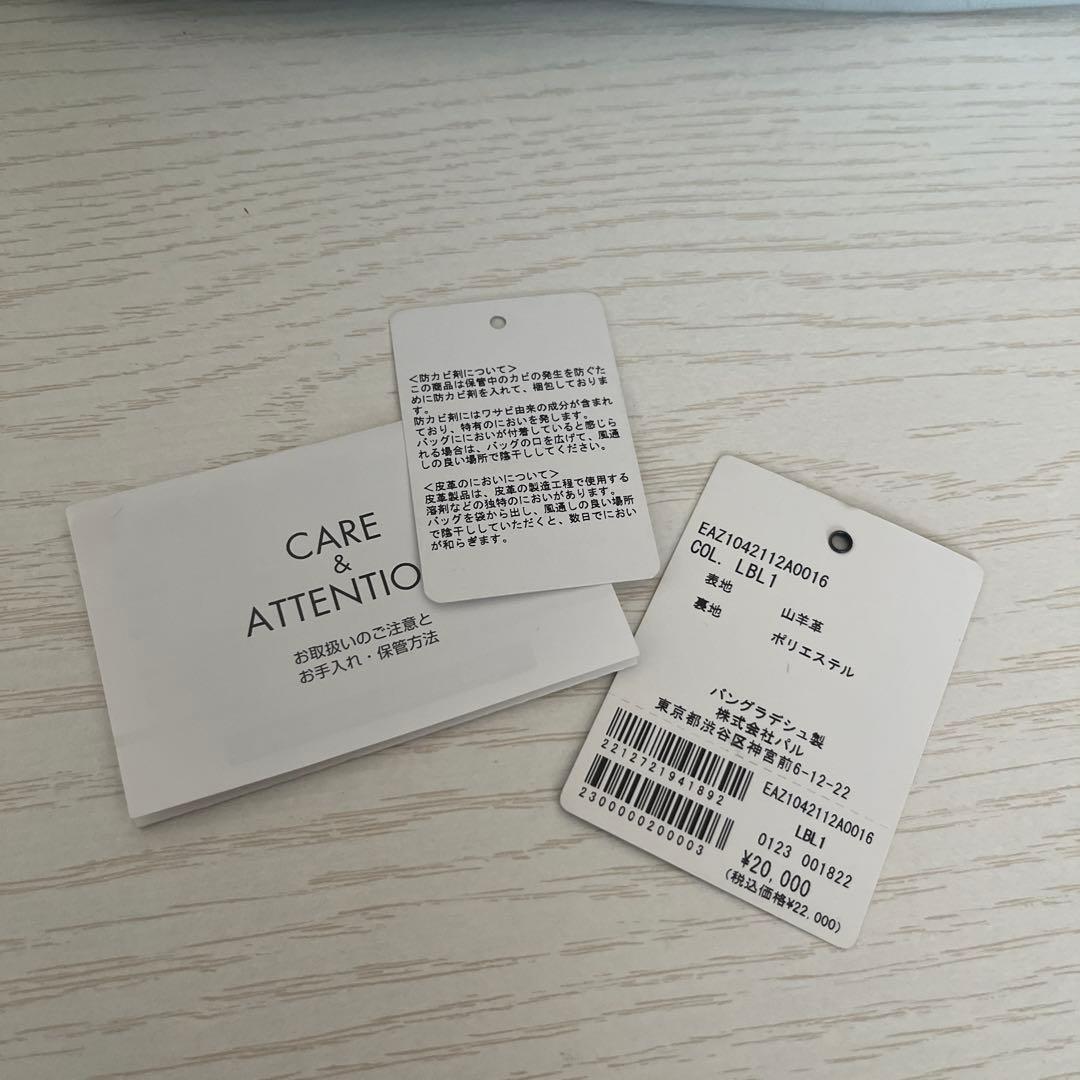 CARE
&
ATTENTIO
お取扱いのご注意と
お手入れ・保管方法
＜防カビ剤について＞
この商品は保管中のカビの発生を防ぐた
めに防カビ剤を入れて、梱包しておりま
す。
防カビ剤にはワサビ由来の成分が含まれ
ており、特有のにおいを発します。
バッグににおいが付着していると感じら
れる場合は、バッグの口を広げて、風通
しの良い場所で陰干ししてください。
＜皮革のにおいについて＞
皮革製品は、皮革の製造工程で使用する
溶剤などの独特のにおいがあります。
バッグを袋から出し、風通しの良い場所
で陰干ししていただくと、数日でにおい
が和らぎます。
EAZ1042112A0016
COL. LBL1
表地 山羊革
裏地 ポリエステル
バングラデシュ製
株式会社パル
東京都渋谷区神宮前6-12-22
2212721941892
2300000200003
EAZ1042112A0016
LBL1
0123 001822
¥20,000
(税込価格¥22,000)